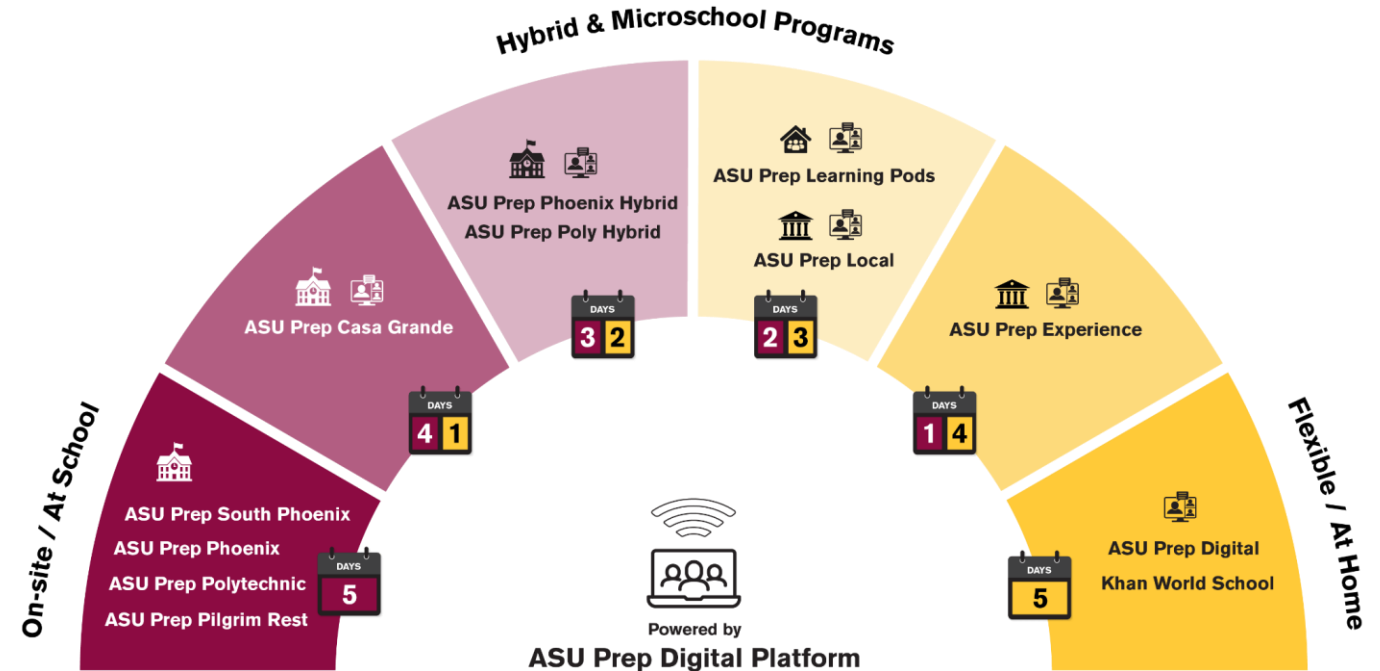 Hybrid & Microschool Programs
On-site / At School
Flexible / At Home
ASU Prep South Phoenix
ASU Prep Phoenix
ASU Prep Polytechnic
ASU Prep Pilgrim Rest
DAYS
5
ASU Prep Casa Grande
DAYS
4 1
ASU Prep Phoenix Hybrid
ASU Prep Poly Hybrid
DAYS
3 2
ASU Prep Learning Pods
ASU Prep Local
DAYS
2 3
ASU Prep Experience
DAYS
1 4
ASU Prep Digital
Khan World School
DAYS
5
Powered by
ASU Prep Digital Platform